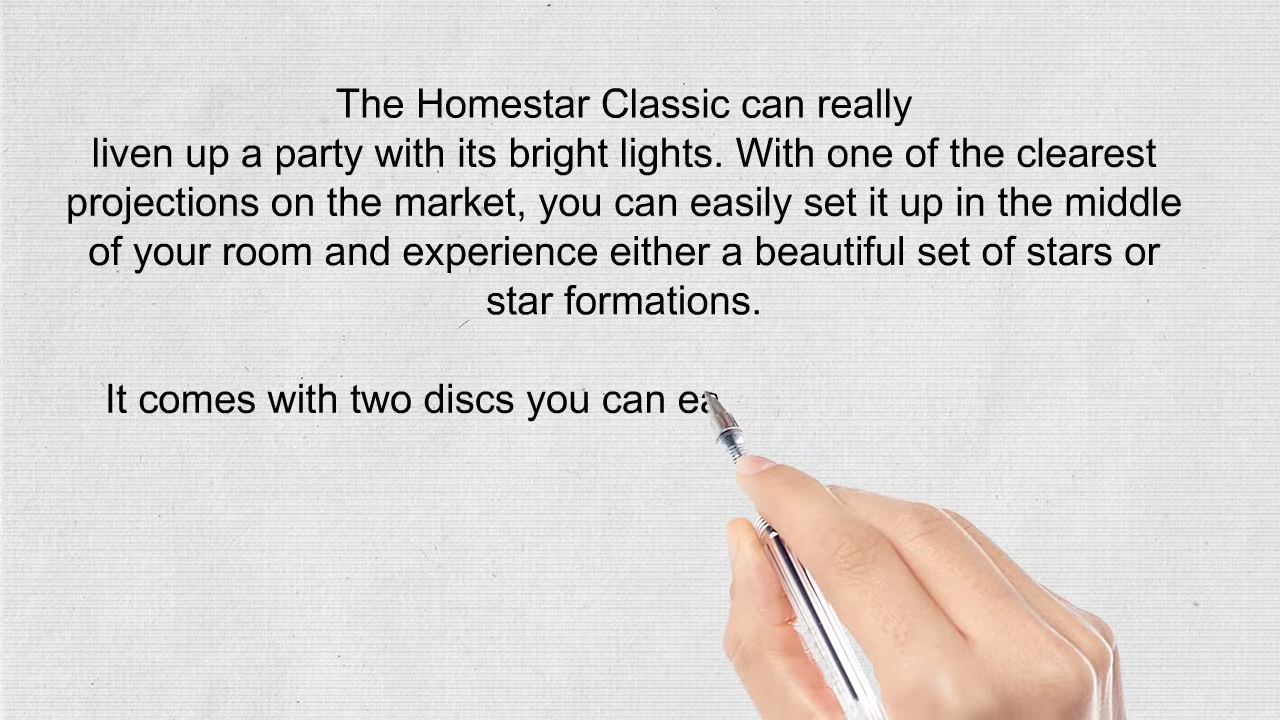 The Homestar Classic can really
liven up a party with its bright lights. With one of the clearest
projections on the market, you can easily set it up in the middle
of your room and experience either a beautiful set of stars or
star formations.
It comes with two discs you can ea